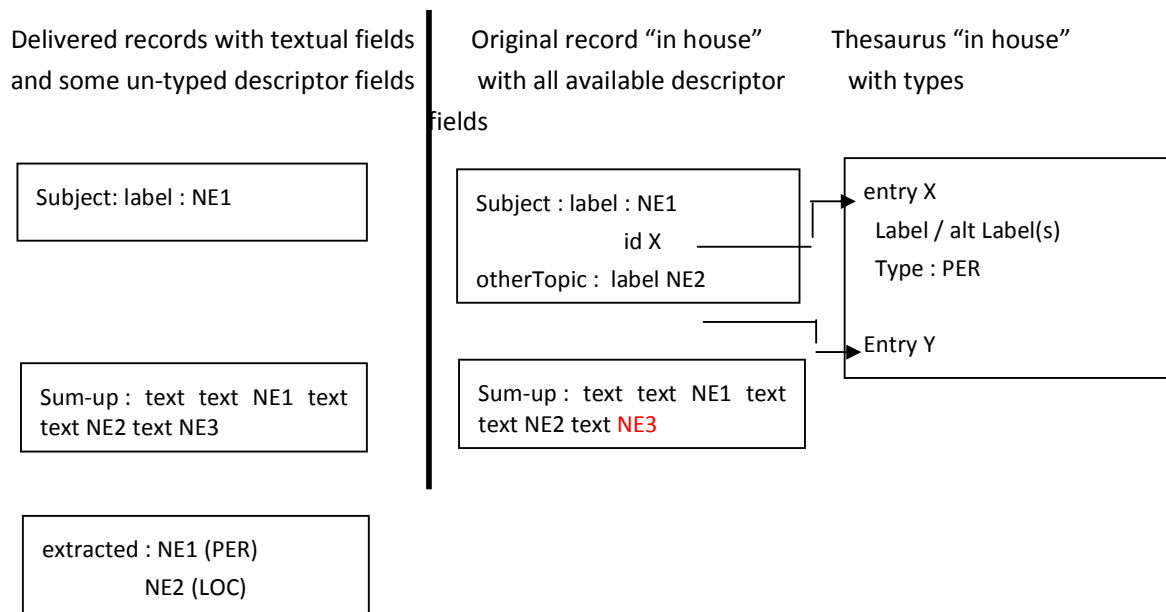 Delivered records with textual fields
and some un-typed descriptor fields
Original record “in house”
with all available descriptor
fields
Thesaurus “in house”
with types
Subject: label : NE1
Subject : label : NE1
id X
otherTopic : label NE2
entry X
Label / alt Label(s)
Type : PER
Entry Y
Sum-up : text text NE1 text
text NE2 text NE3
Sum-up : text text NE1 text
text NE2 text NE3
extracted : NE1 (PER)
NE2 (LOC)